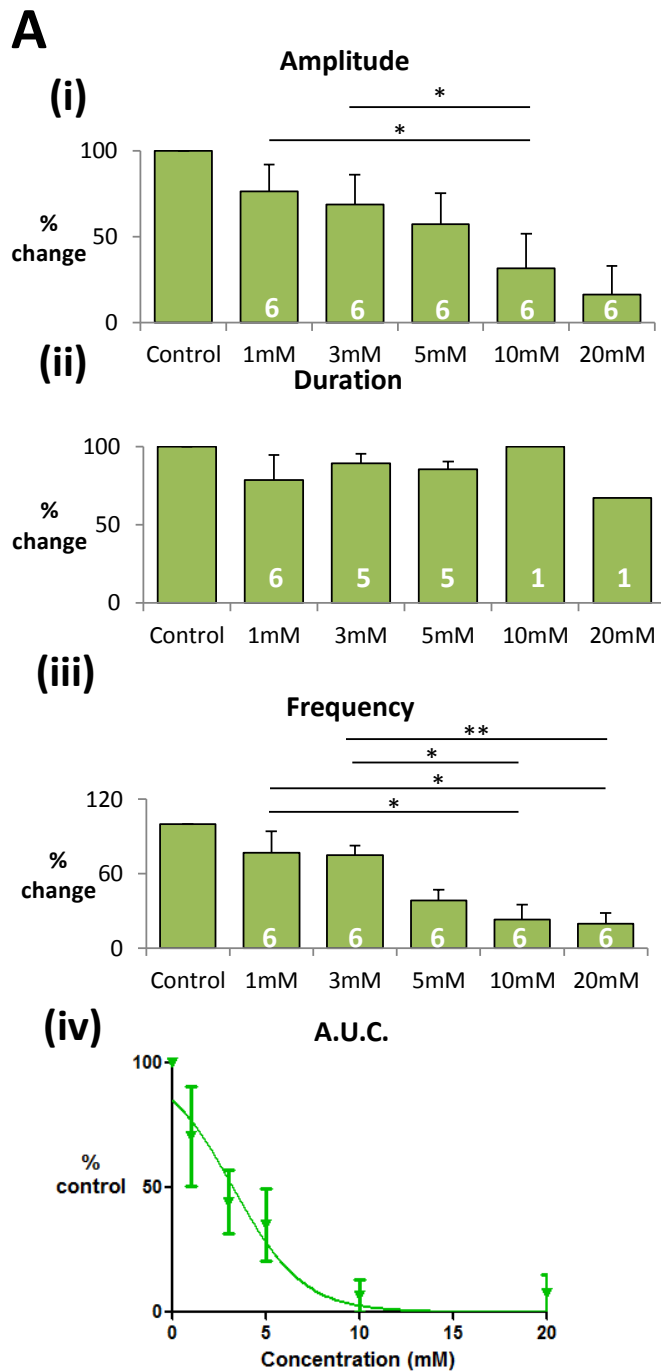 A
Amplitude
(i)
*
*
100
50
0
%
change
6 6 6 6 6
Control 1mM 3mM 5mM 10mM 20mM
(ii)
Duration
100
50
0
%
change
6 5 5 1 1
Control 1mM 3mM 5mM 10mM 20mM
(iii)
Frequency
**
*
*
*
120
60
0
%
change
6 6 6 6 6
Control 1mM 3mM 5mM 10mM 20mM
(iv)
A.U.C.
100
50
0
%
control
0 5 10 15 20
Concentration (mM)